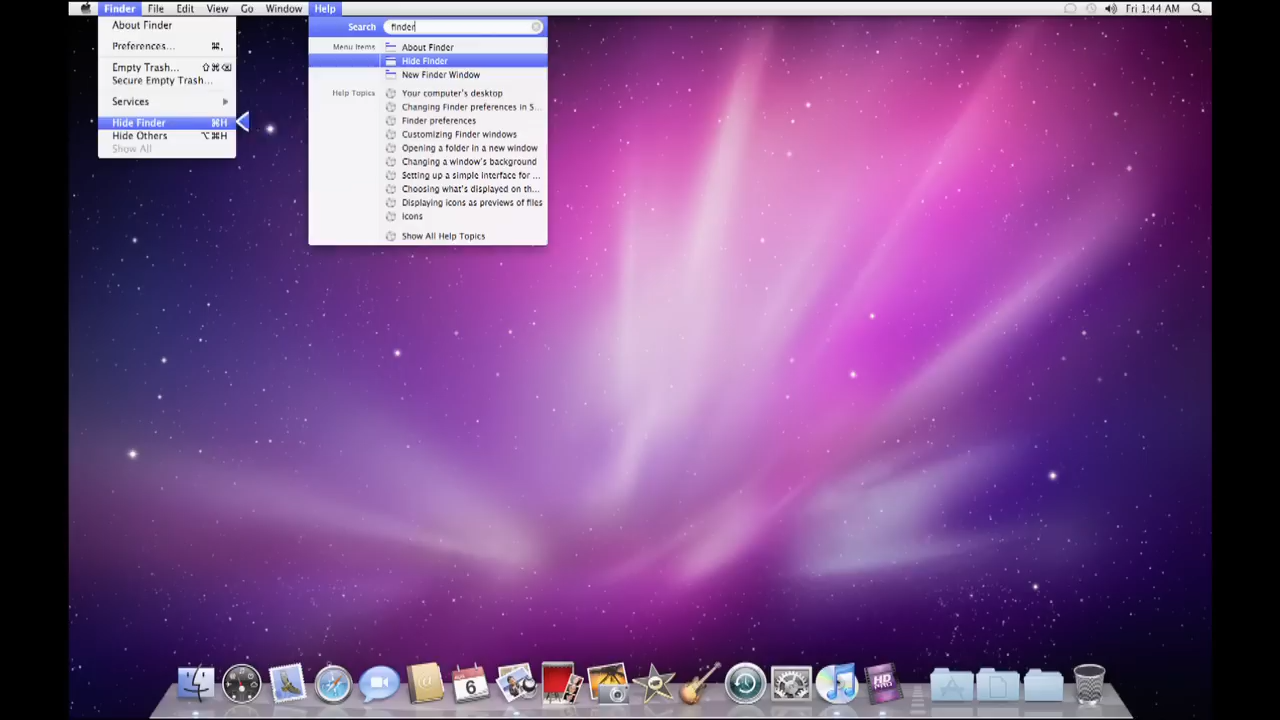 Finder File Edit View Go Window Help Fri 1:44 AM
About Finder
Preferences... ⌘,
Empty Trash... ⇧⌘⌫
Secure Empty Trash...
Services
Hide Finder ⌘H
Hide Others ⌥⌘H
Show All
Search finder
Menu Items About Finder
Hide Finder
New Finder Window
Help Topics Your computer's desktop
Changing Finder preferences in S...
Finder preferences
Customizing Finder windows
Opening a folder in a new window
Changing a window's background
Setting up a simple interface for ...
Choosing what's displayed on th...
Displaying icons as previews of files
Icons
Show All Help Topics
6
HD